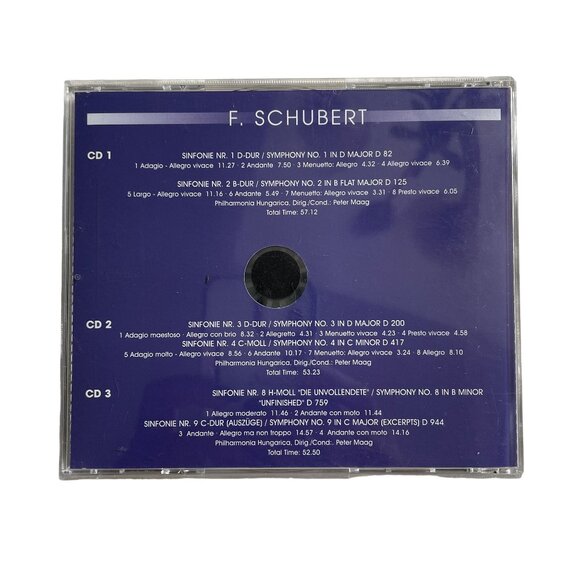 F. SCHUBERT
CD 1
SINFONIE NR. 1 D-DUR / SYMPHONY NO. 1 IN D MAJOR D 82
1 Adagio - Allegro vivace 11.27 · 2 Andante 7.50 · 3 Menuetto: Allegro 4.32 · 4 Allegro vivace 6.39
SINFONIE NR. 2 B-DUR / SYMPHONY NO. 2 IN B FLAT MAJOR D 125
5 Largo - Allegro vivace 11.16 · 6 Andante 5.49 · 7 Menuetto: Allegro vivace 3.31 · 8 Presto vivace 6.05
Philharmonia Hungarica, Dirig./Cond.: Peter Maag
Total Time: 57.12
CD 2
SINFONIE NR. 3 D-DUR / SYMPHONY NO. 3 IN D MAJOR D 200
1 Adagio maestoso · Allegro con brio 8.32 · 2 Allegretto 4.31 · 3 Menuetto vivace 4.23 · 4 Presto vivace 4.58
SINFONIE NR. 4 C-MOLL / SYMPHONY NO. 4 IN C MINOR D 417
5 Adagio molto - Allegro vivace 8.56 · 6 Andante 10.17 · 7 Menuetto: Allegro vivace 3.24 · 8 Allegro 8.10
Philharmonia Hungarica, Dirig./Cond.: Peter Maag
Total Time: 53.23
CD 3
SINFONIE NR. 8 H-MOLL "DIE UNVOLLENDETE" / SYMPHONY NO. 8 IN B MINOR
"UNFINISHED" D 759
1 Allegro moderato 11.46 · 2 Andante con moto 11.44
SINFONIE NR. 9 C-DUR (AUSZÜGE) / SYMPHONY NO. 9 IN C MAJOR (EXCERPTS) D 944
3 Andante · Allegro ma non troppo 14.57 · 4 Andante con moto 14.16
Philharmonia Hungarica, Dirig./Cond.: Peter Maag
Total Time: 52.50